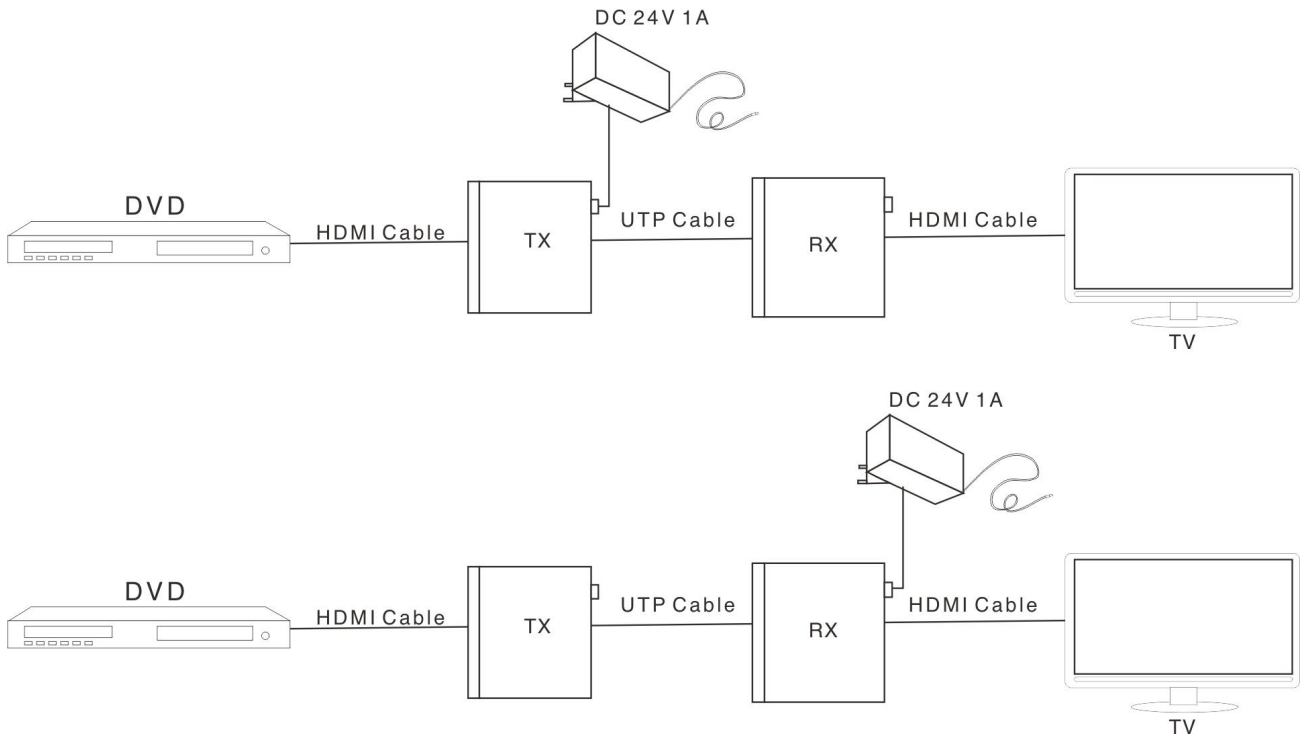 DC 24V 1A
DVD
HDMI Cable
TX
UTP Cable
RX
HDMI Cable
TV
DC 24V 1A
DVD
HDMI Cable
TX
UTP Cable
RX
HDMI Cable
TV